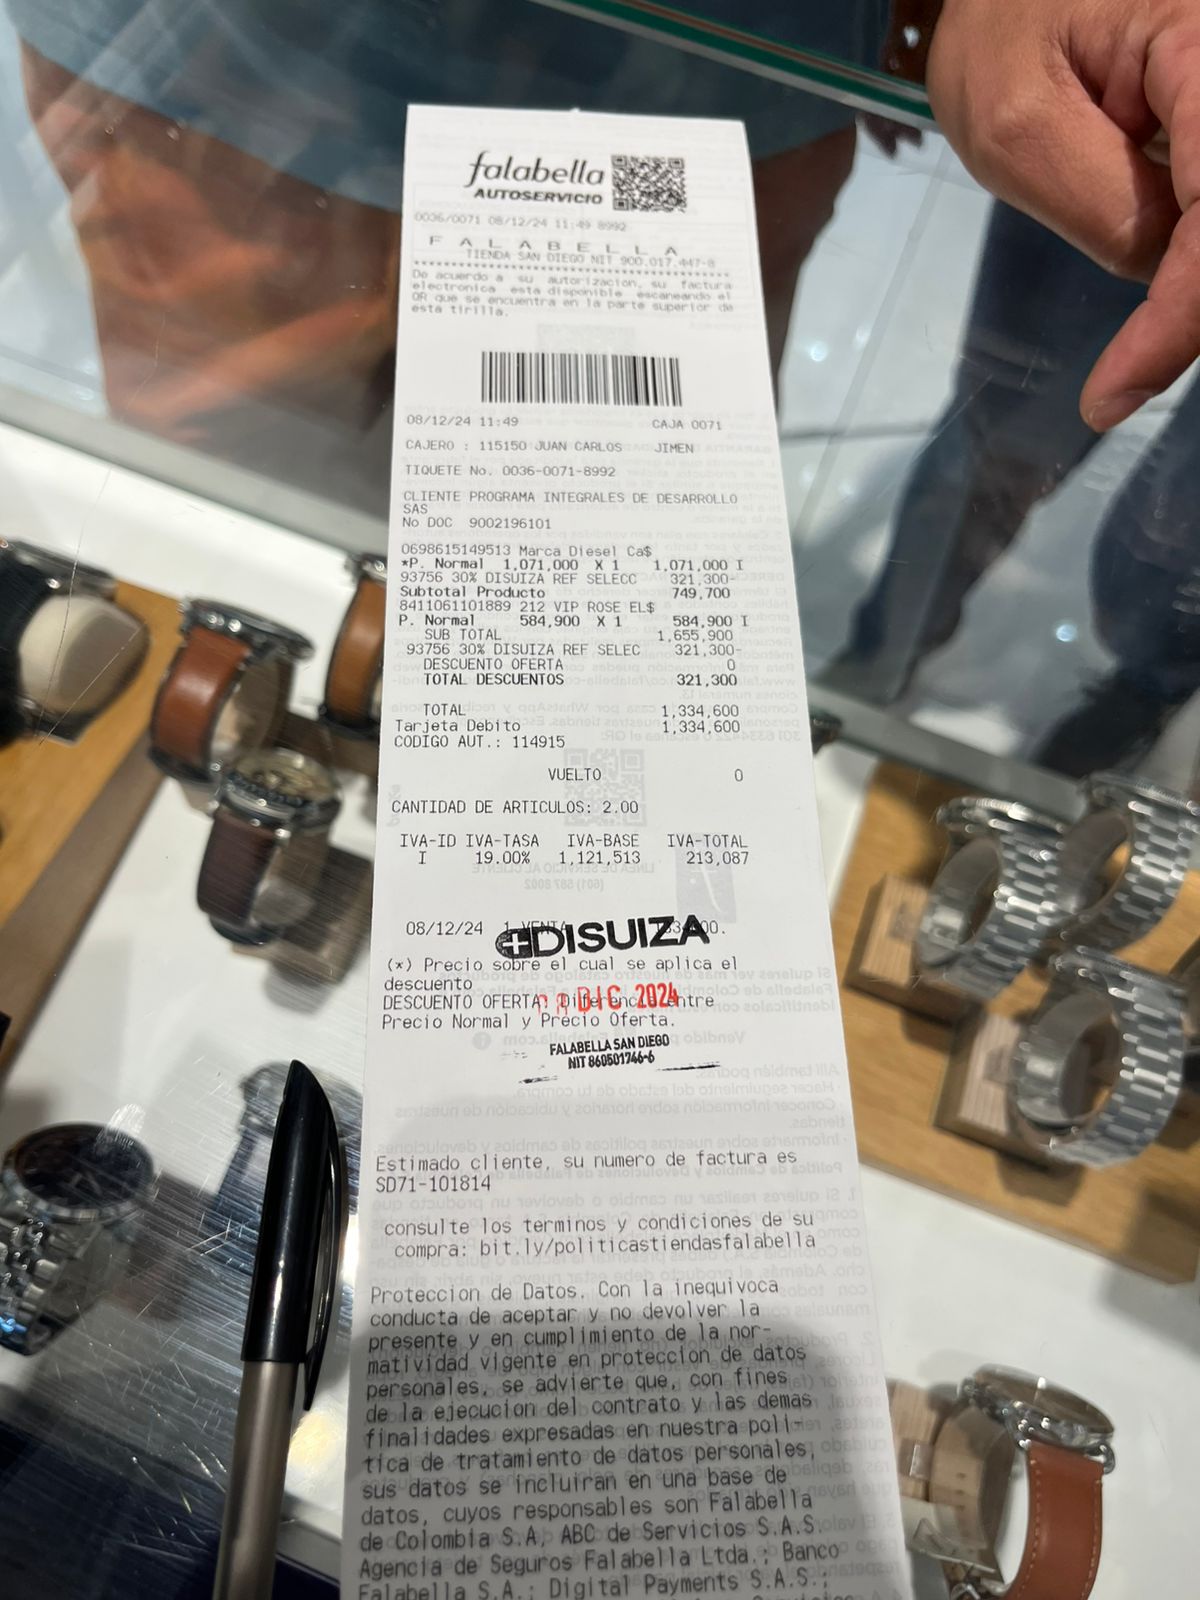 falabella
AUTOSERVICIO
0036/0071 08/12/24 11:49 8992
F A L A B E L L A
TIENDA SAN DIEGO NIT 900.017.447-8
De acuerdo a su autorizacion, su factura
electronica esta disponible escaneando el
QR que se encuentra en la parte superior de
esta tirilla.
08/12/24 11:49 CAJA 0071
CAJERO : 115150 JUAN CARLOS JIMEN
TIQUETE No. 0036-0071-8992
CLIENTE PROGRAMA INTEGRALES DE DESARROLLO
SAS
No DOC 9002196101
0698615149513 Marca Diesel Ca$
*P. Normal 1,071,000 X 1 1,071,000 I
93756 30% DISUIZA REF SELECC 321,300-
Subtotal Producto 749,700
8411061101889 212 VIP ROSE EL$
P. Normal 584,900 X 1 584,900 I
SUB TOTAL 1,655,900
93756 30% DISUIZA REF SELEC 321,300-
DESCUENTO OFERTA 0
TOTAL DESCUENTOS 321,300
TOTAL 1,334,600
Tarjeta Debito 1,334,600
CODIGO AUT.: 114915
VUELTO 0
CANTIDAD DE ARTICULOS: 2.00
IVA-ID IVA-TASA IVA-BASE IVA-TOTAL
I 19.00% 1,121,513 213,087
08/12/24 1 VENTA
DISUIZA
(*) Precio sobre el cual se aplica el
descuento
DESCUENTO OFERTA: Diferencia entre
DIC 2024
Precio Normal y Precio Oferta.
FALABELLA SAN DIEGO
NIT 860501746-6
Estimado cliente, su numero de factura es
SD71-101814
consulte los terminos y condiciones de su
compra: bit.ly/politicastiendasfalabella
Proteccion de Datos. Con la inequivoca
conducta de aceptar y no devolver la
presente y en cumplimiento de la nor-
matividad vigente en proteccion de datos
personales, se advierte que, con fines
de la ejecucion del contrato y las demas
finalidades expresadas en nuestra poli-
tica de tratamiento de datos personales,
sus datos se incluiran en una base de
datos, cuyos responsables son Falabella
de Colombia S.A, ABC de Servicios S.A.S.
Agencia de Seguros Falabella Ltda.; Banco
Falabella S.A.; Digital Payments S.A.S.;